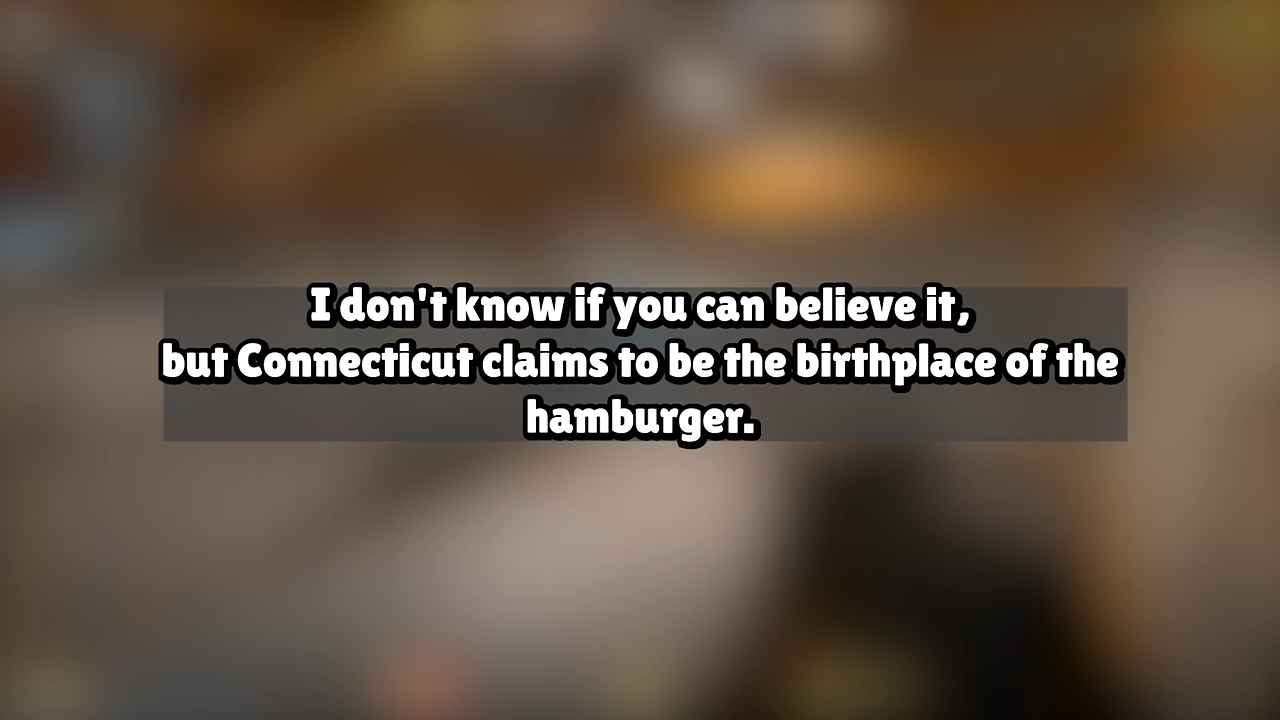 I don't know if you can believe it,
but Connecticut claims to be the birthplace of the
hamburger.